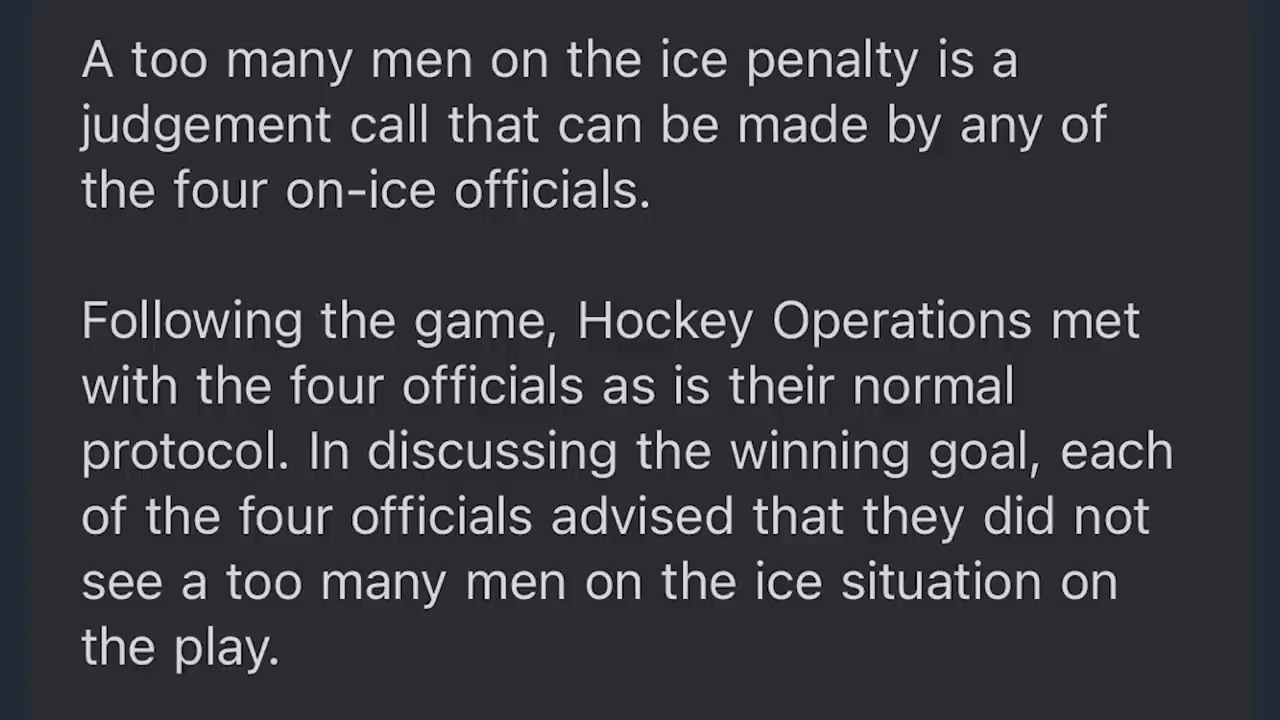 A too many men on the ice penalty is a
judgement call that can be made by any of
the four on-ice officials.
Following the game, Hockey Operations met
with the four officials as is their normal
protocol. In discussing the winning goal, each
of the four officials advised that they did not
see a too many men on the ice situation on
the play.